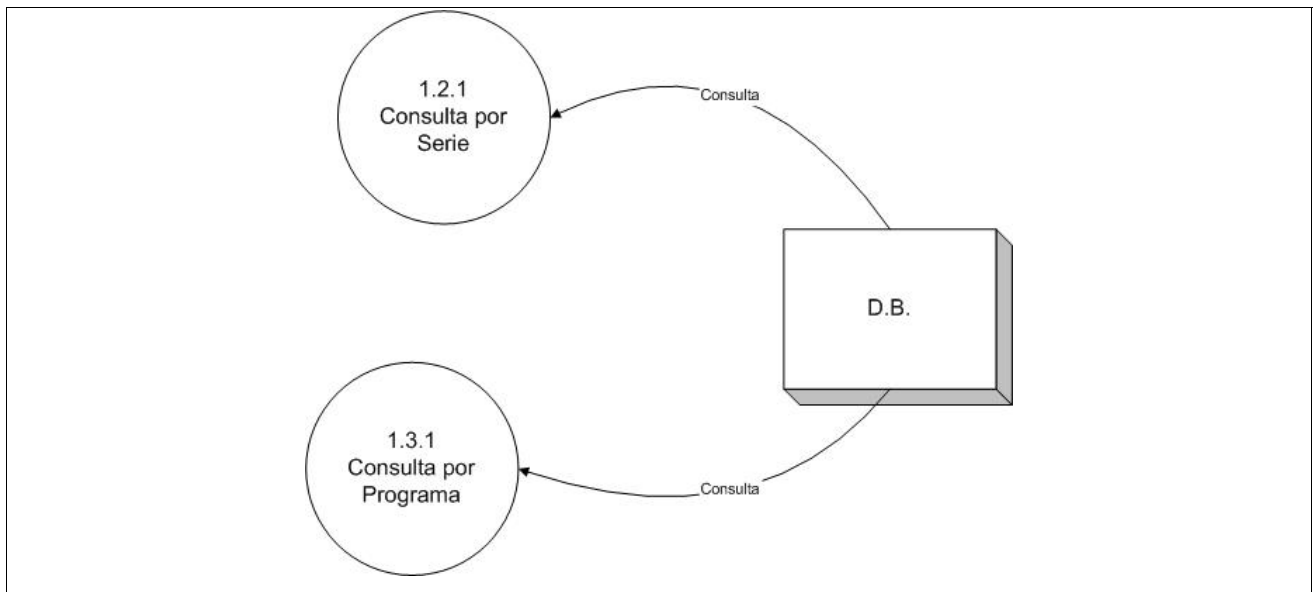 1.2.1
Consulta por
Serie
Consulta
D.B.
1.3.1
Consulta por
Programa
Consulta